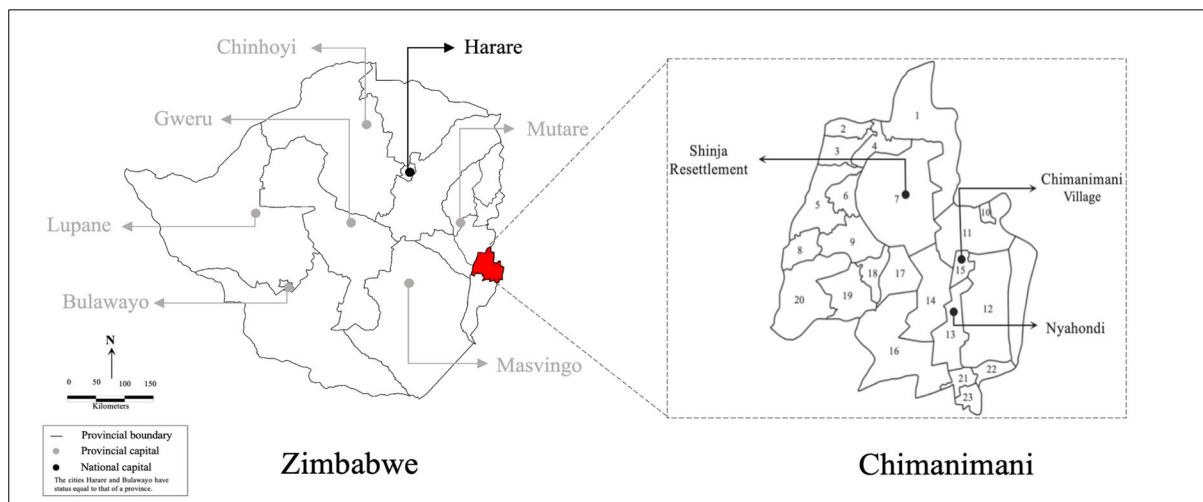 Chinhoyi
Harare
Gweru
Mutare
Lupane
Bulawayo
Masvingo
N
0 50 100 150
Kilometers
Provincial boundary
Provincial capital
National capital
The cities Harare and Bulawayo have
status equal to that of a province.
Zimbabwe
1
2
3
4
Shinja
Resettlement
Chimanimani
Village
5
6
7
10
11
8
9
15
18
17
20
19
14
12
13
Nyahondi
16
21
22
23
Chimanimani